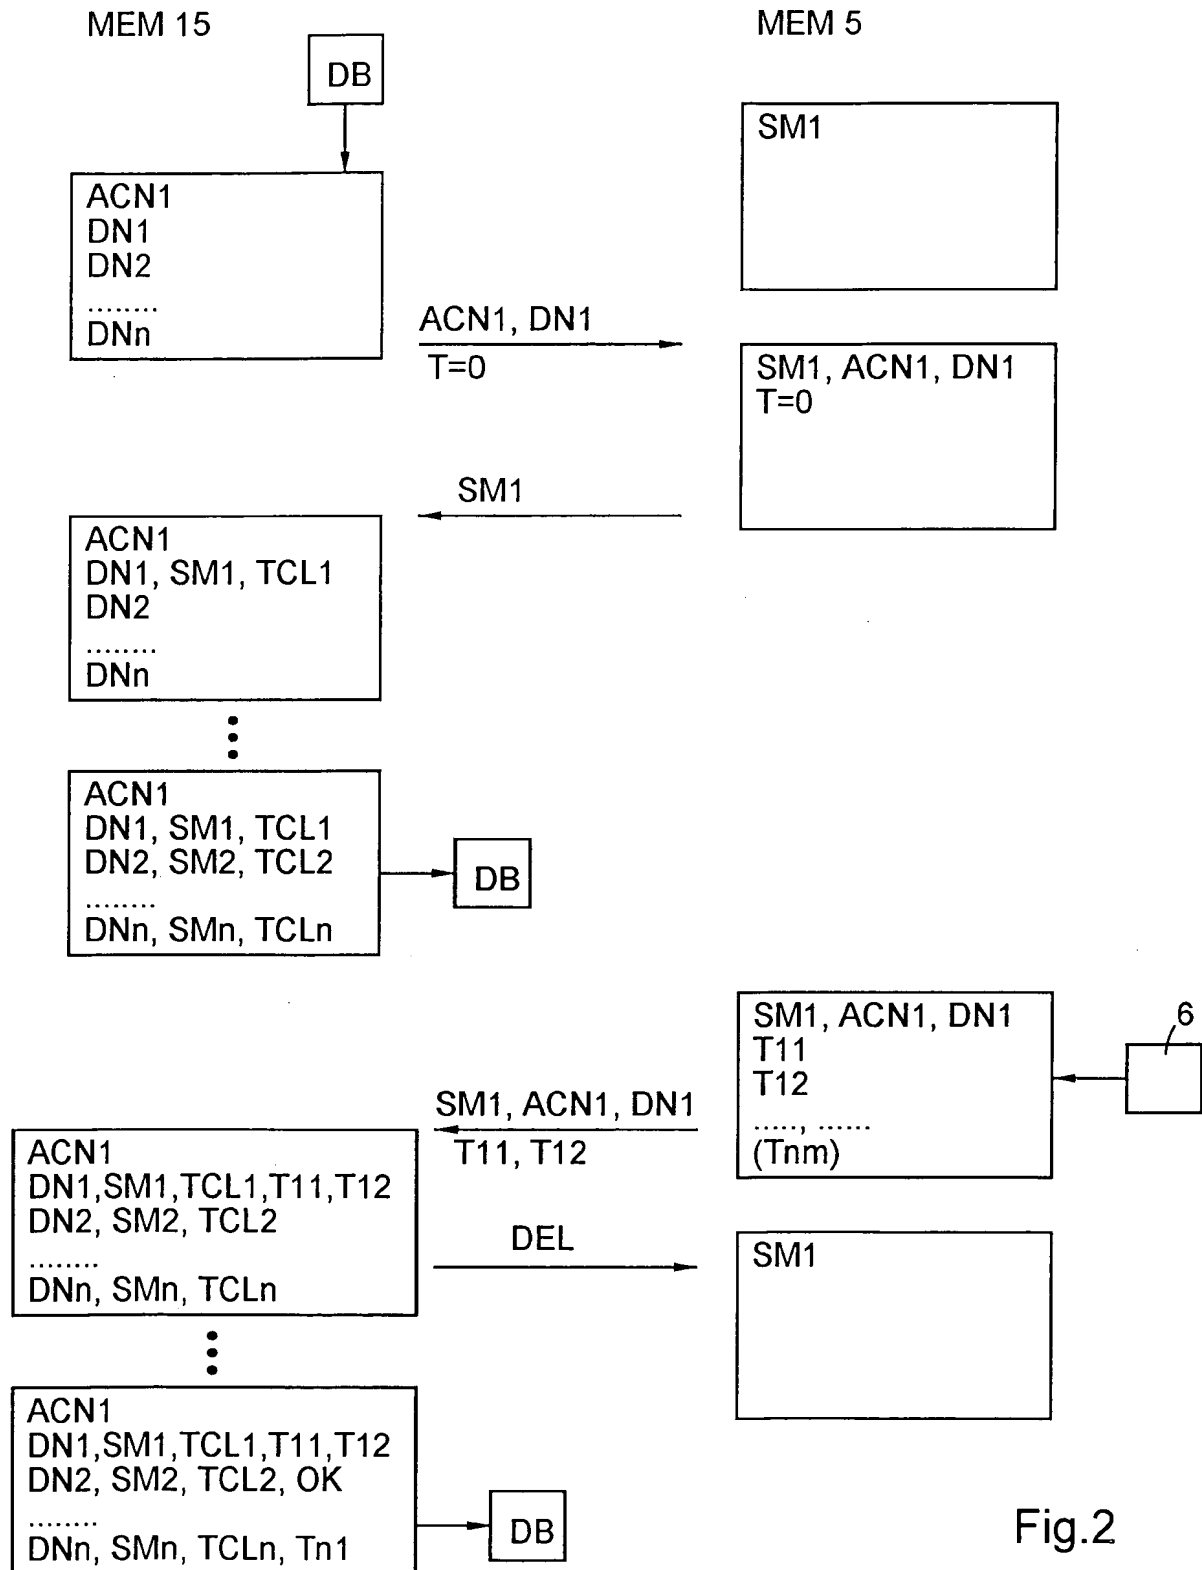 MEM 15
MEM 5
DB
SM1
ACN1
DN1
DN2
........
DNn
ACN1, DN1
T=0
SM1, ACN1, DN1
T=0
SM1
ACN1
DN1, SM1, TCL1
DN2
........
DNn
ACN1
DN1, SM1, TCL1
DN2, SM2, TCL2
........
DNn, SMn, TCLn
DB
SM1, ACN1, DN1
T11
T12
....., ......
(Tnm)
6
SM1, ACN1, DN1
T11, T12
ACN1
DN1,SM1,TCL1,T11,T12
DN2, SM2, TCL2
........
DNn, SMn, TCLn
DEL
SM1
ACN1
DN1,SM1,TCL1,T11,T12
DN2, SM2, TCL2, OK
........
DNn, SMn, TCLn, Tn1
DB
Fig.2